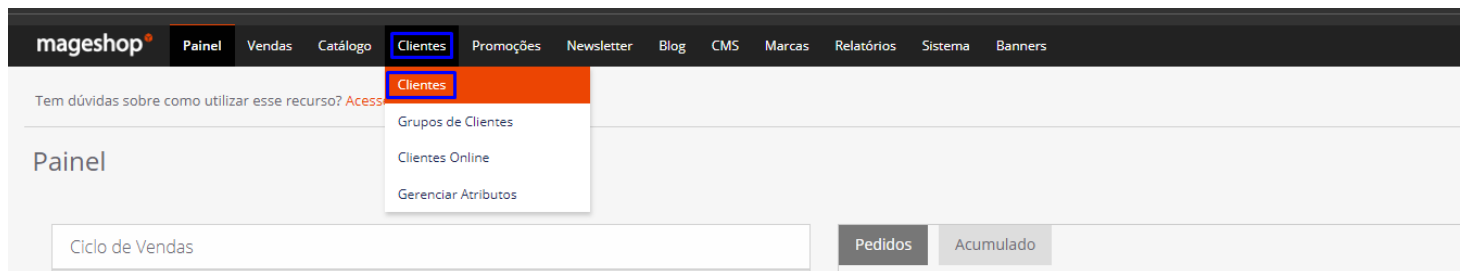 mageshop Painel Vendas Catálogo Clientes Promoções Newsletter Blog CMS Marcas Relatórios Sistema Banners
Clientes
Tem dúvidas sobre como utilizar esse recurso?
Grupos de Clientes
Painel
Clientes Online
Gerenciar Atributos
Ciclo de Vendas
Pedidos Acumulado